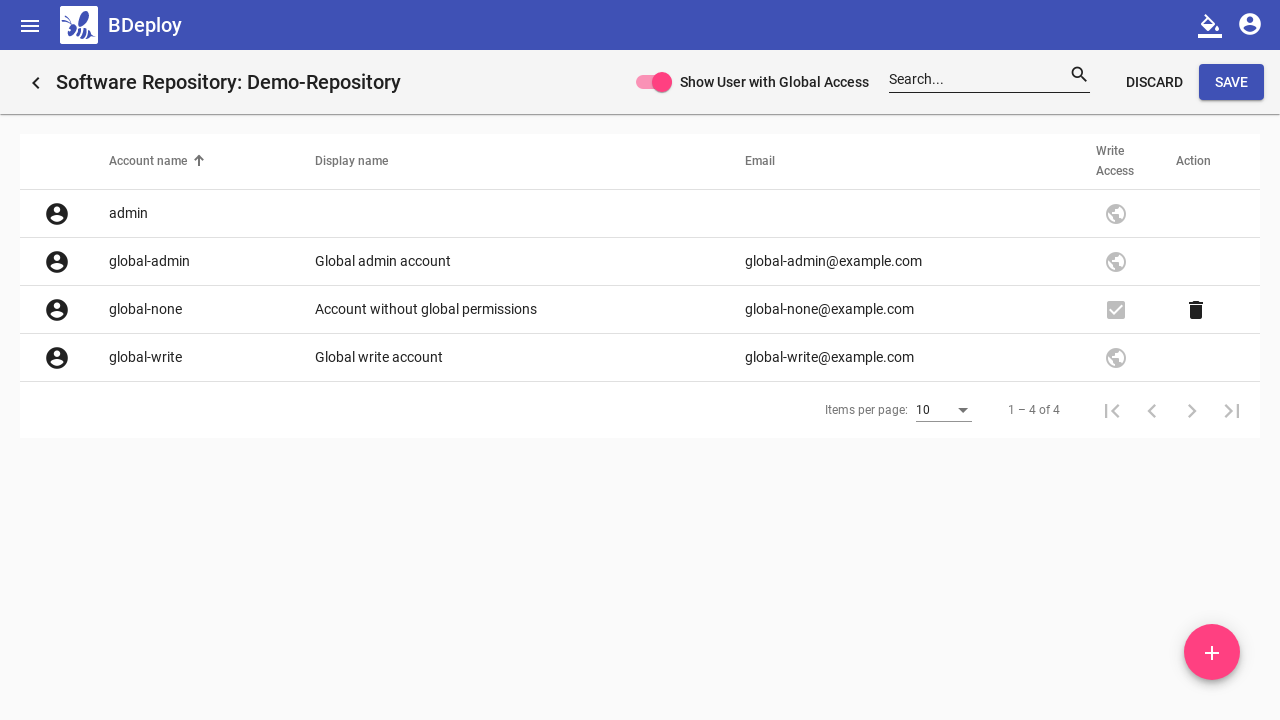 BDeploy
Software Repository: Demo-Repository
Show User with Global Access
Search...
DISCARD
SAVE
Account name
Display name
Email
Write Access
Action
admin
global-admin
Global admin account
global-admin@example.com
global-none
Account without global permissions
global-none@example.com
global-write
Global write account
global-write@example.com
Items per page: 10
1 – 4 of 4